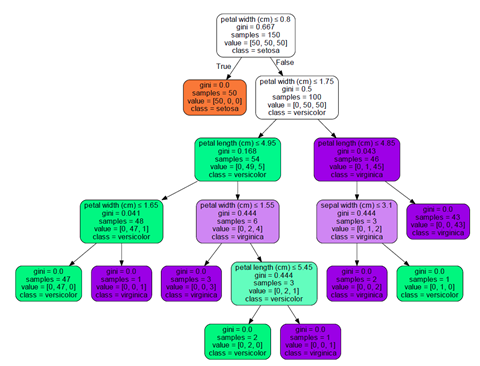 petal width (cm) ≤ 0.8
gini = 0.667
samples = 150
value = [50, 50, 50]
class = setosa
True
False
gini = 0.0
samples = 50
value = [50, 0, 0]
class = setosa
petal width (cm) ≤ 1.75
gini = 0.5
samples = 100
value = [0, 50, 50]
class = versicolor
petal length (cm) ≤ 4.95
gini = 0.168
samples = 54
value = [0, 49, 5]
class = versicolor
petal length (cm) ≤ 4.85
gini = 0.043
samples = 46
value = [0, 1, 45]
class = virginica
petal width (cm) ≤ 1.65
gini = 0.041
samples = 48
value = [0, 47, 1]
class = versicolor
petal width (cm) ≤ 1.55
gini = 0.444
samples = 6
value = [0, 2, 4]
class = virginica
sepal width (cm) ≤ 3.1
gini = 0.444
samples = 3
value = [0, 1, 2]
class = virginica
gini = 0.0
samples = 43
value = [0, 0, 43]
class = virginica
gini = 0.0
samples = 47
value = [0, 47, 0]
class = versicolor
gini = 0.0
samples = 1
value = [0, 0, 1]
class = virginica
gini = 0.0
samples = 3
value = [0, 0, 3]
class = virginica
petal length (cm) ≤ 5.45
gini = 0.444
samples = 3
value = [0, 2, 1]
class = versicolor
gini = 0.0
samples = 2
value = [0, 0, 2]
class = virginica
gini = 0.0
samples = 1
value = [0, 1, 0]
class = versicolor
gini = 0.0
samples = 2
value = [0, 2, 0]
class = versicolor
gini = 0.0
samples = 1
value = [0, 0, 1]
class = virginica